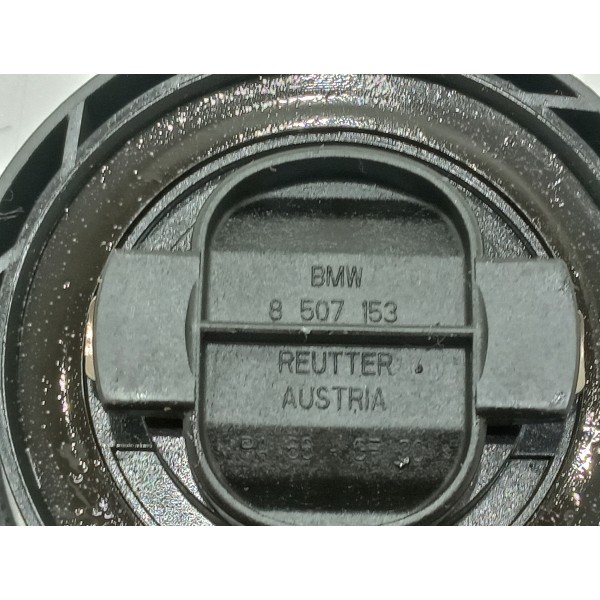 BMW
8 507 153
REUTTER
AUSTRIA